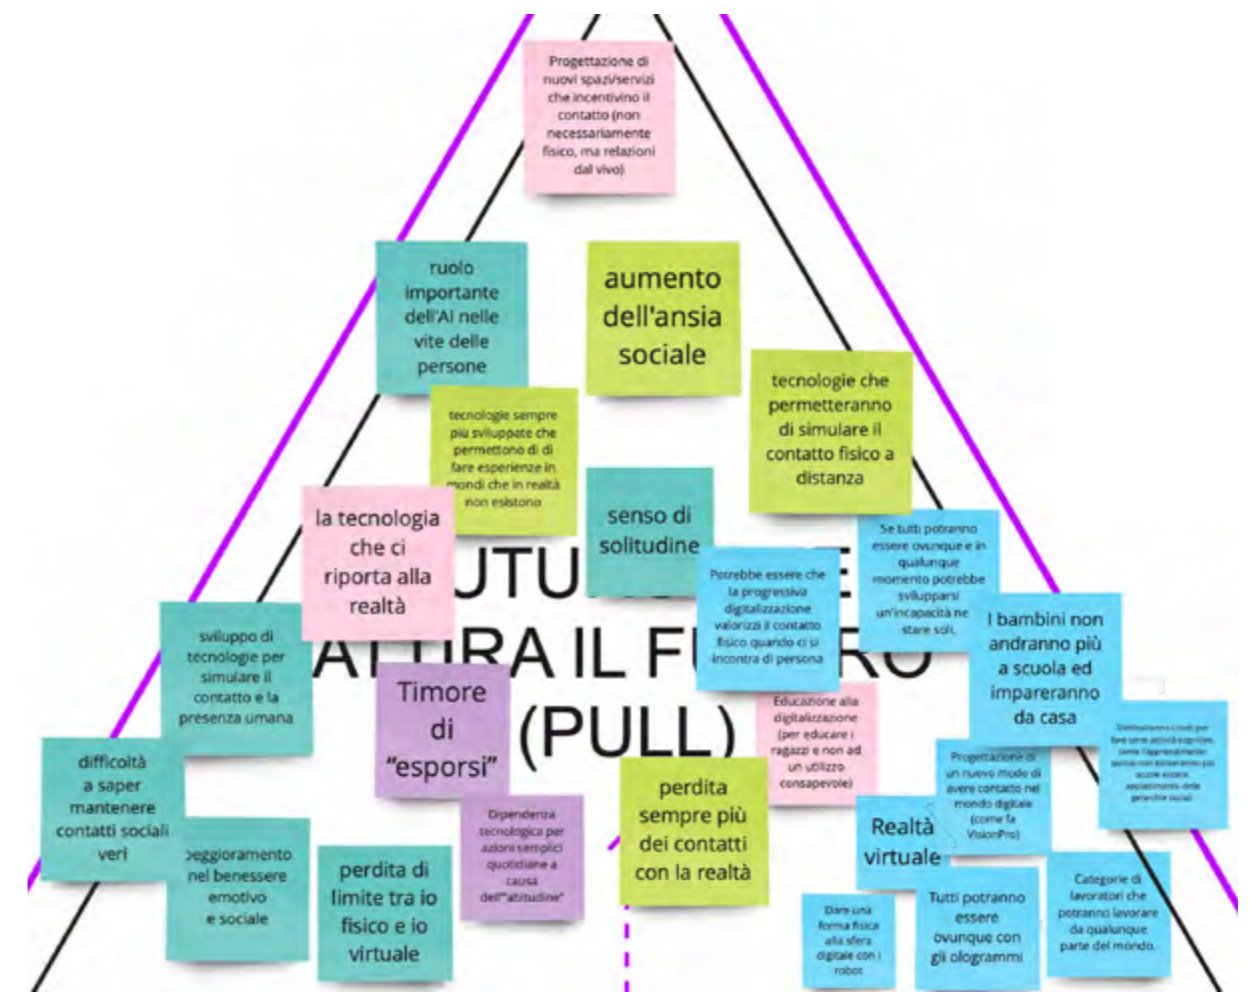 Progettazione di
nuovi spazi/servizi
che incentivino il
contatto (non
necessariamente
fisico, ma relazioni
dal vivo)
ruolo
importante
dell'AI nelle
vite delle
persone
aumento
dell'ansia
sociale
tecnologie che
permetteranno
di simulare il
contatto fisico a
distanza
tecnologie sempre
più sviluppate che
permettono di di
fare esperienze in
mondi che in realtà
non esistono
la tecnologia
che ci
riporta alla
realtà
senso di
solitudine
Se tutti potranno
essere ovunque e in
qualunque
momento potrebbe
svilupparsi
un'incapacità ne
stare soli.
Potrebbe essere che
la progressiva
digitalizzazione
valorizzi il contatto
fisico quando ci si
incontra di persona
I bambini non
andranno più
a scuola ed
impareranno
da casa
UTU E
ATTIRA IL FU RO
(PULL)
sviluppo di
tecnologie per
simulare il
contatto e la
presenza umana
Timore
di
"esporsi"
Educazione alla
digitalizzazione
(per educare i
ragazzi e non ad
un utilizzo
consapevole)
difficoltà
a saper
mantenere
contatti sociali
veri
Progettazione di
un nuovo modo di
avere contatto nel
mondo digitale
(come fa
VisionPro)
perdita
sempre più
dei contatti
con la realtà
Dipendenza
tecnologica per
azioni semplici
quotidiane a
causa
dell'"abitudine"
Realtà
virtuale
peggioramento
nel benessere
emotivo
e sociale
perdita di
limite tra io
fisico e io
virtuale
Dare una
forma fisica
alla sfera
digitale con i
robot
Tutti potranno
essere
ovunque con
gli ologrammi
Categorie di
lavoratori che
potranno lavorare
da qualunque
parte del mondo.